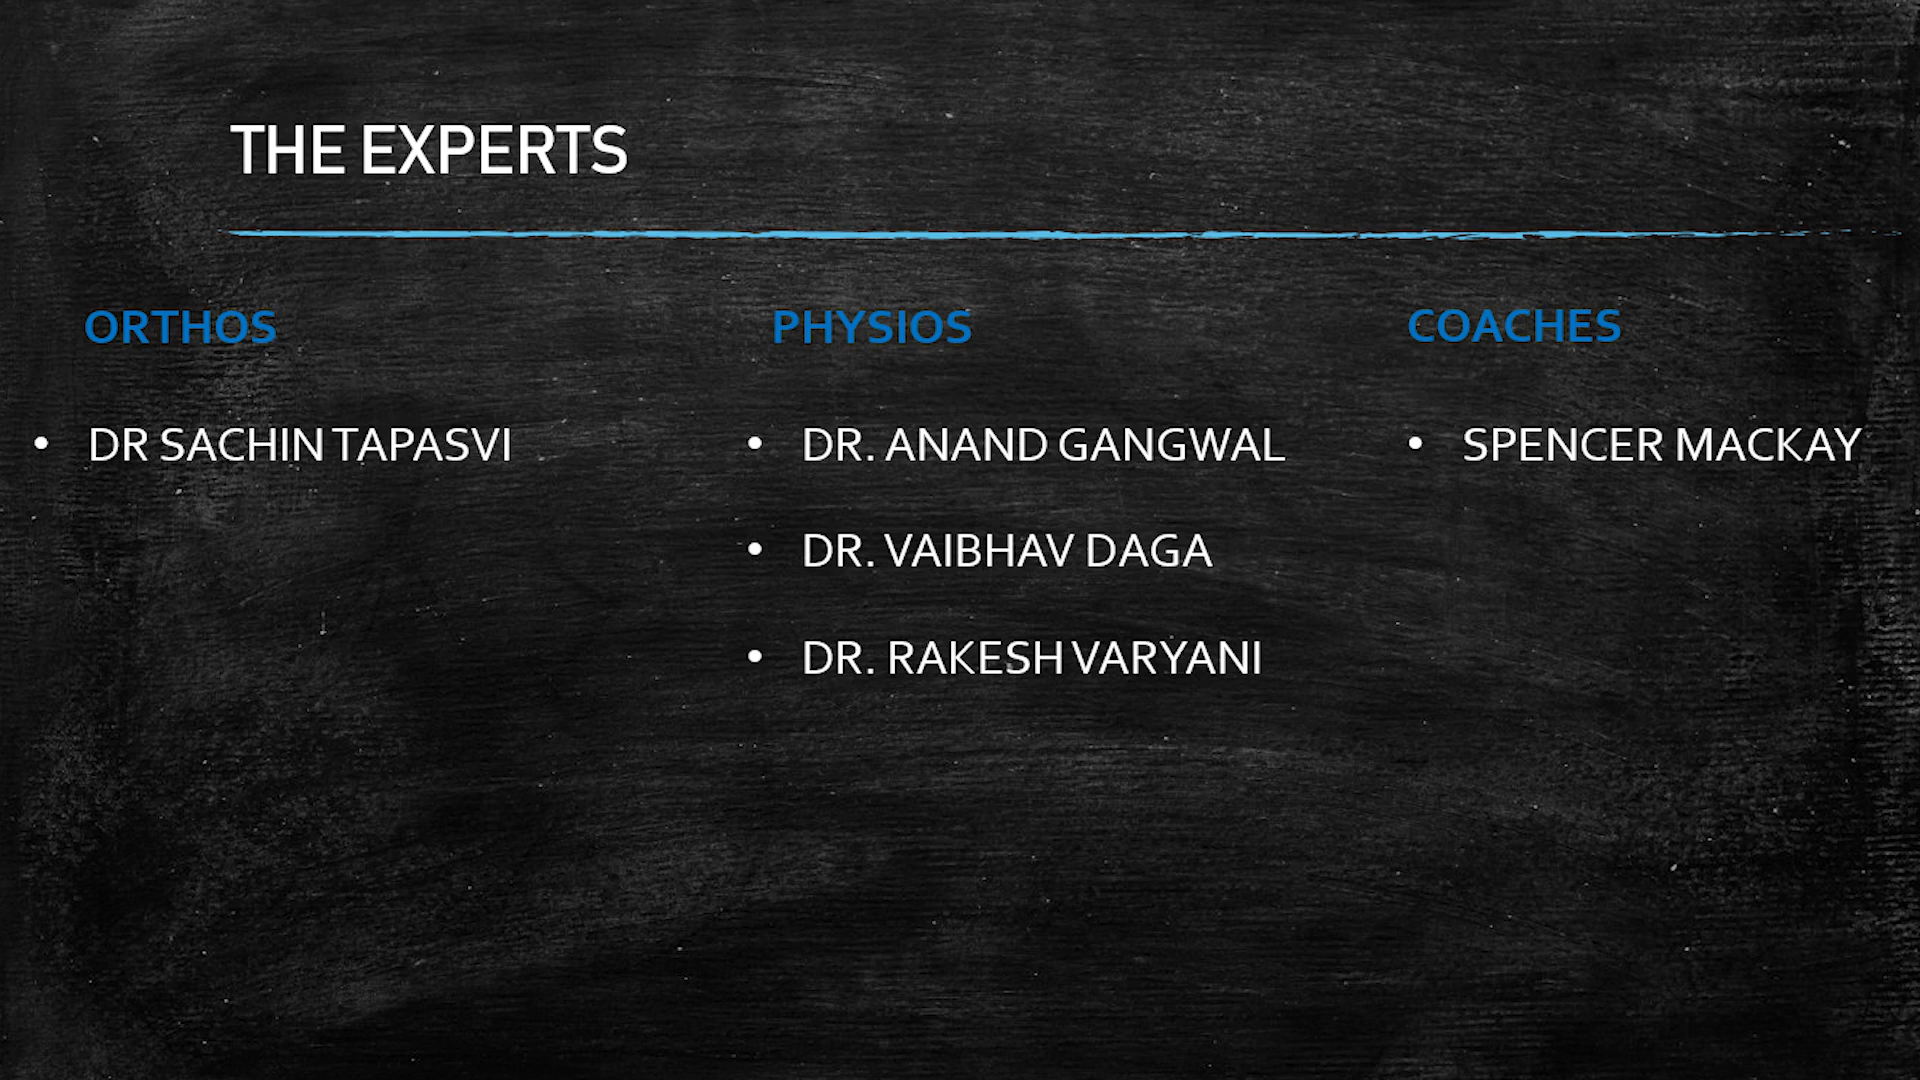 THE EXPERTS
ORTHOS
• DR SACHIN TAPASVI
PHYSIOS
• DR. ANAND GANGWAL
• DR. VAIBHAV DAGA
• DR. RAKESH VARYANI
COACHES
• SPENCER MACKAY